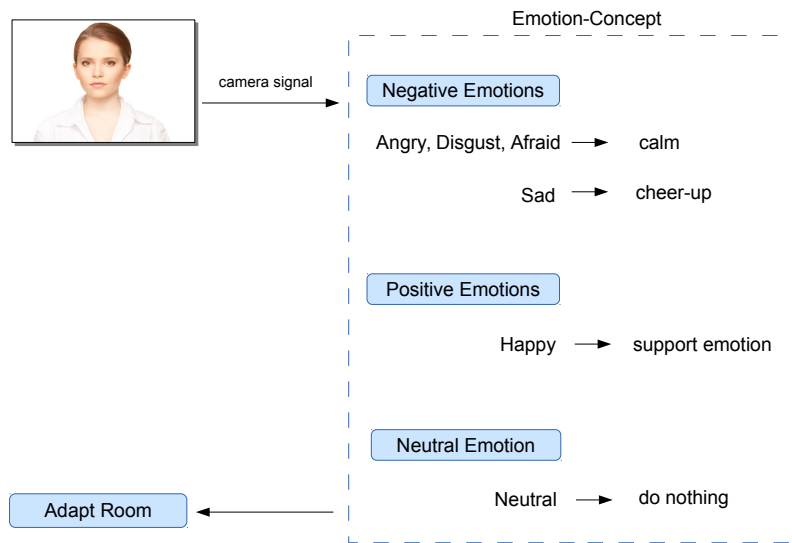 Emotion-Concept
camera signal
Negative Emotions
Angry, Disgust, Afraid calm
Sad cheer-up
Positive Emotions
Happy support emotion
Neutral Emotion
Neutral do nothing
Adapt Room